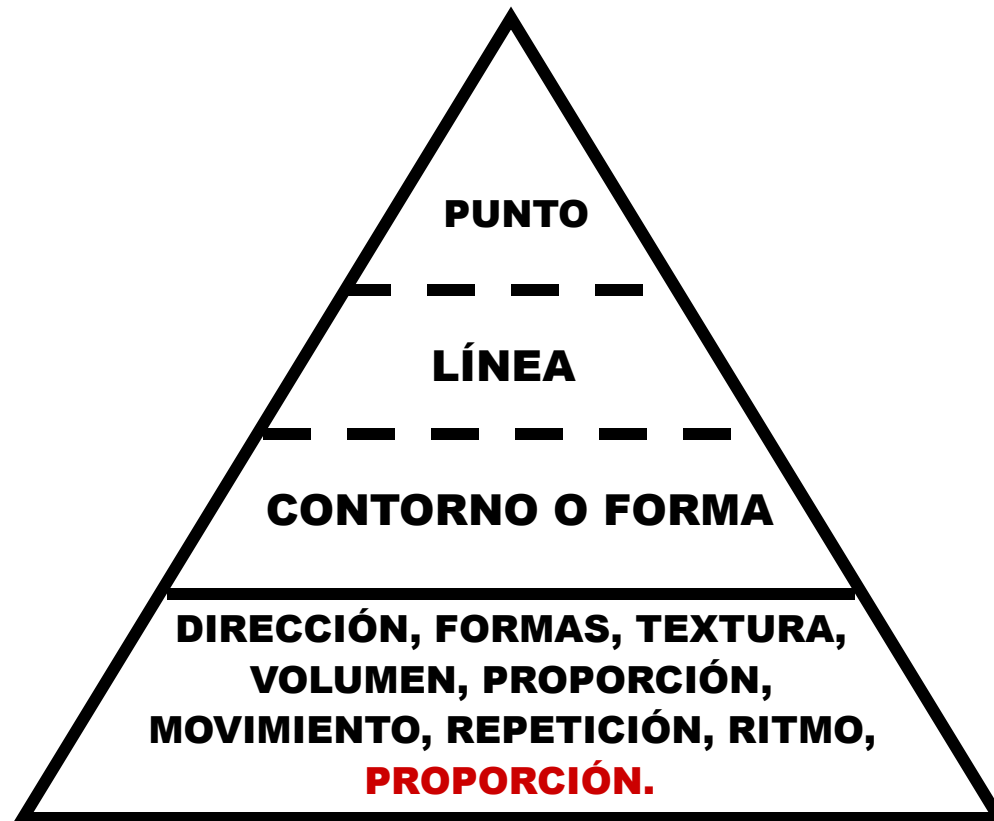 PUNTO
LÍNEA
CONTORNO O FORMA
DIRECCIÓN, FORMAS, TEXTURA,
VOLUMEN, PROPORCIÓN,
MOVIMIENTO, REPETICIÓN, RITMO,
PROPORCIÓN.